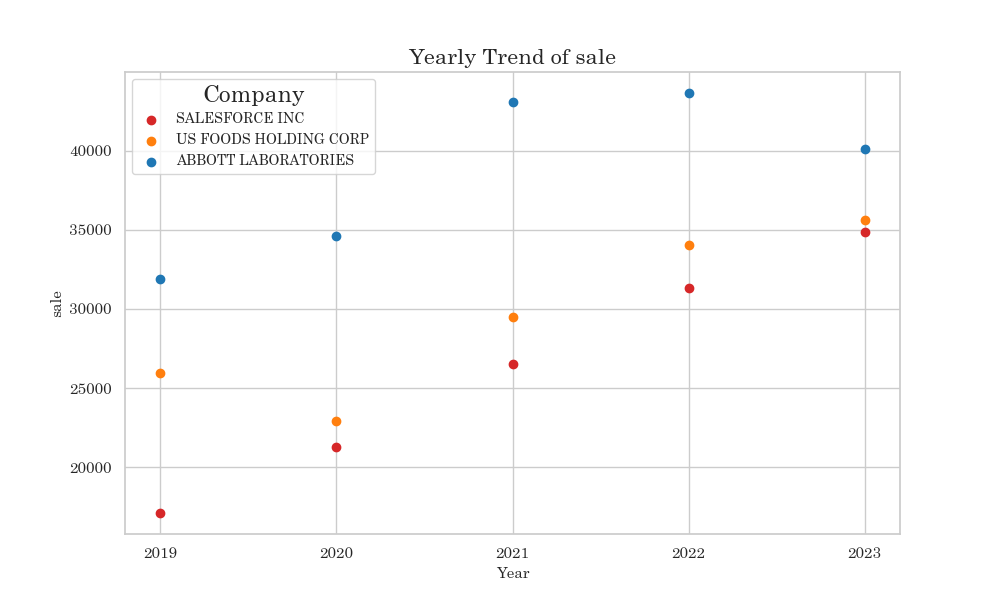 Yearly Trend of sale
Company
SALESFORCE INC
US FOODS HOLDING CORP
ABBOTT LABORATORIES
40000
35000
30000
25000
20000
sale
2019 2020 2021 2022 2023
Year